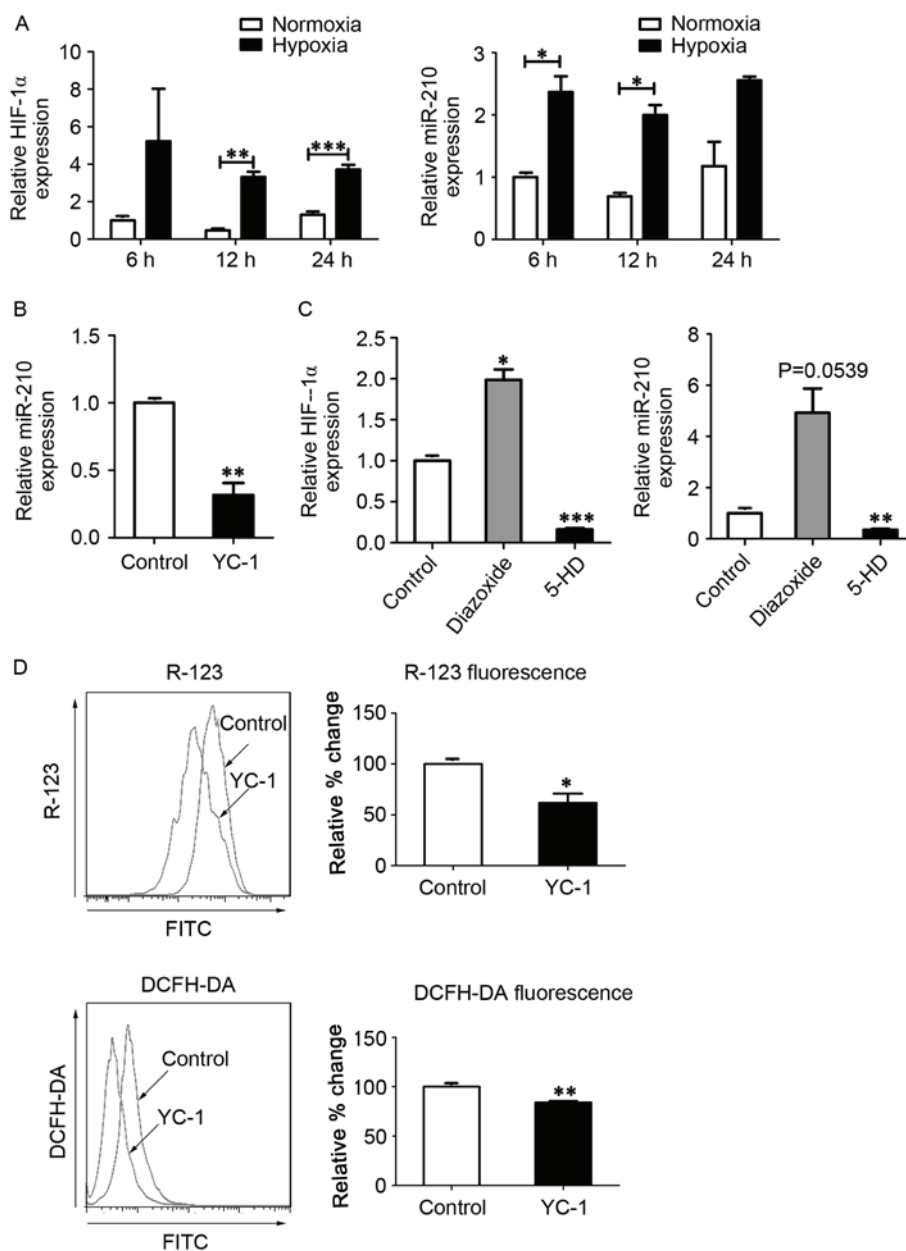 A
Normoxia
Hypoxia
Relative HIF-1α
expression
10
8
6
4
2
0
**
***
6 h
12 h
24 h
Normoxia
Hypoxia
Relative miR-210
expression
3
2
1
0
*
*
6 h
12 h
24 h
B
Relative miR-210
expression
1.5
1.0
0.5
0.0
**
Control
YC-1
C
Relative HIF--1α
expression
2.5
2.0
1.5
1.0
0.5
0.0
*
***
Control
Diazoxide
5-HD
Relative miR-210
expression
8
6
4
2
0
P=0.0539
**
Control
Diazoxide
5-HD
D
R-123
R-123
Control
YC-1
FITC
R-123 fluorescence
Relative % change
150
100
50
0
*
Control
YC-1
DCFH-DA
DCFH-DA
Control
YC-1
FITC
DCFH-DA fluorescence
Relative % change
150
100
50
0
**
Control
YC-1